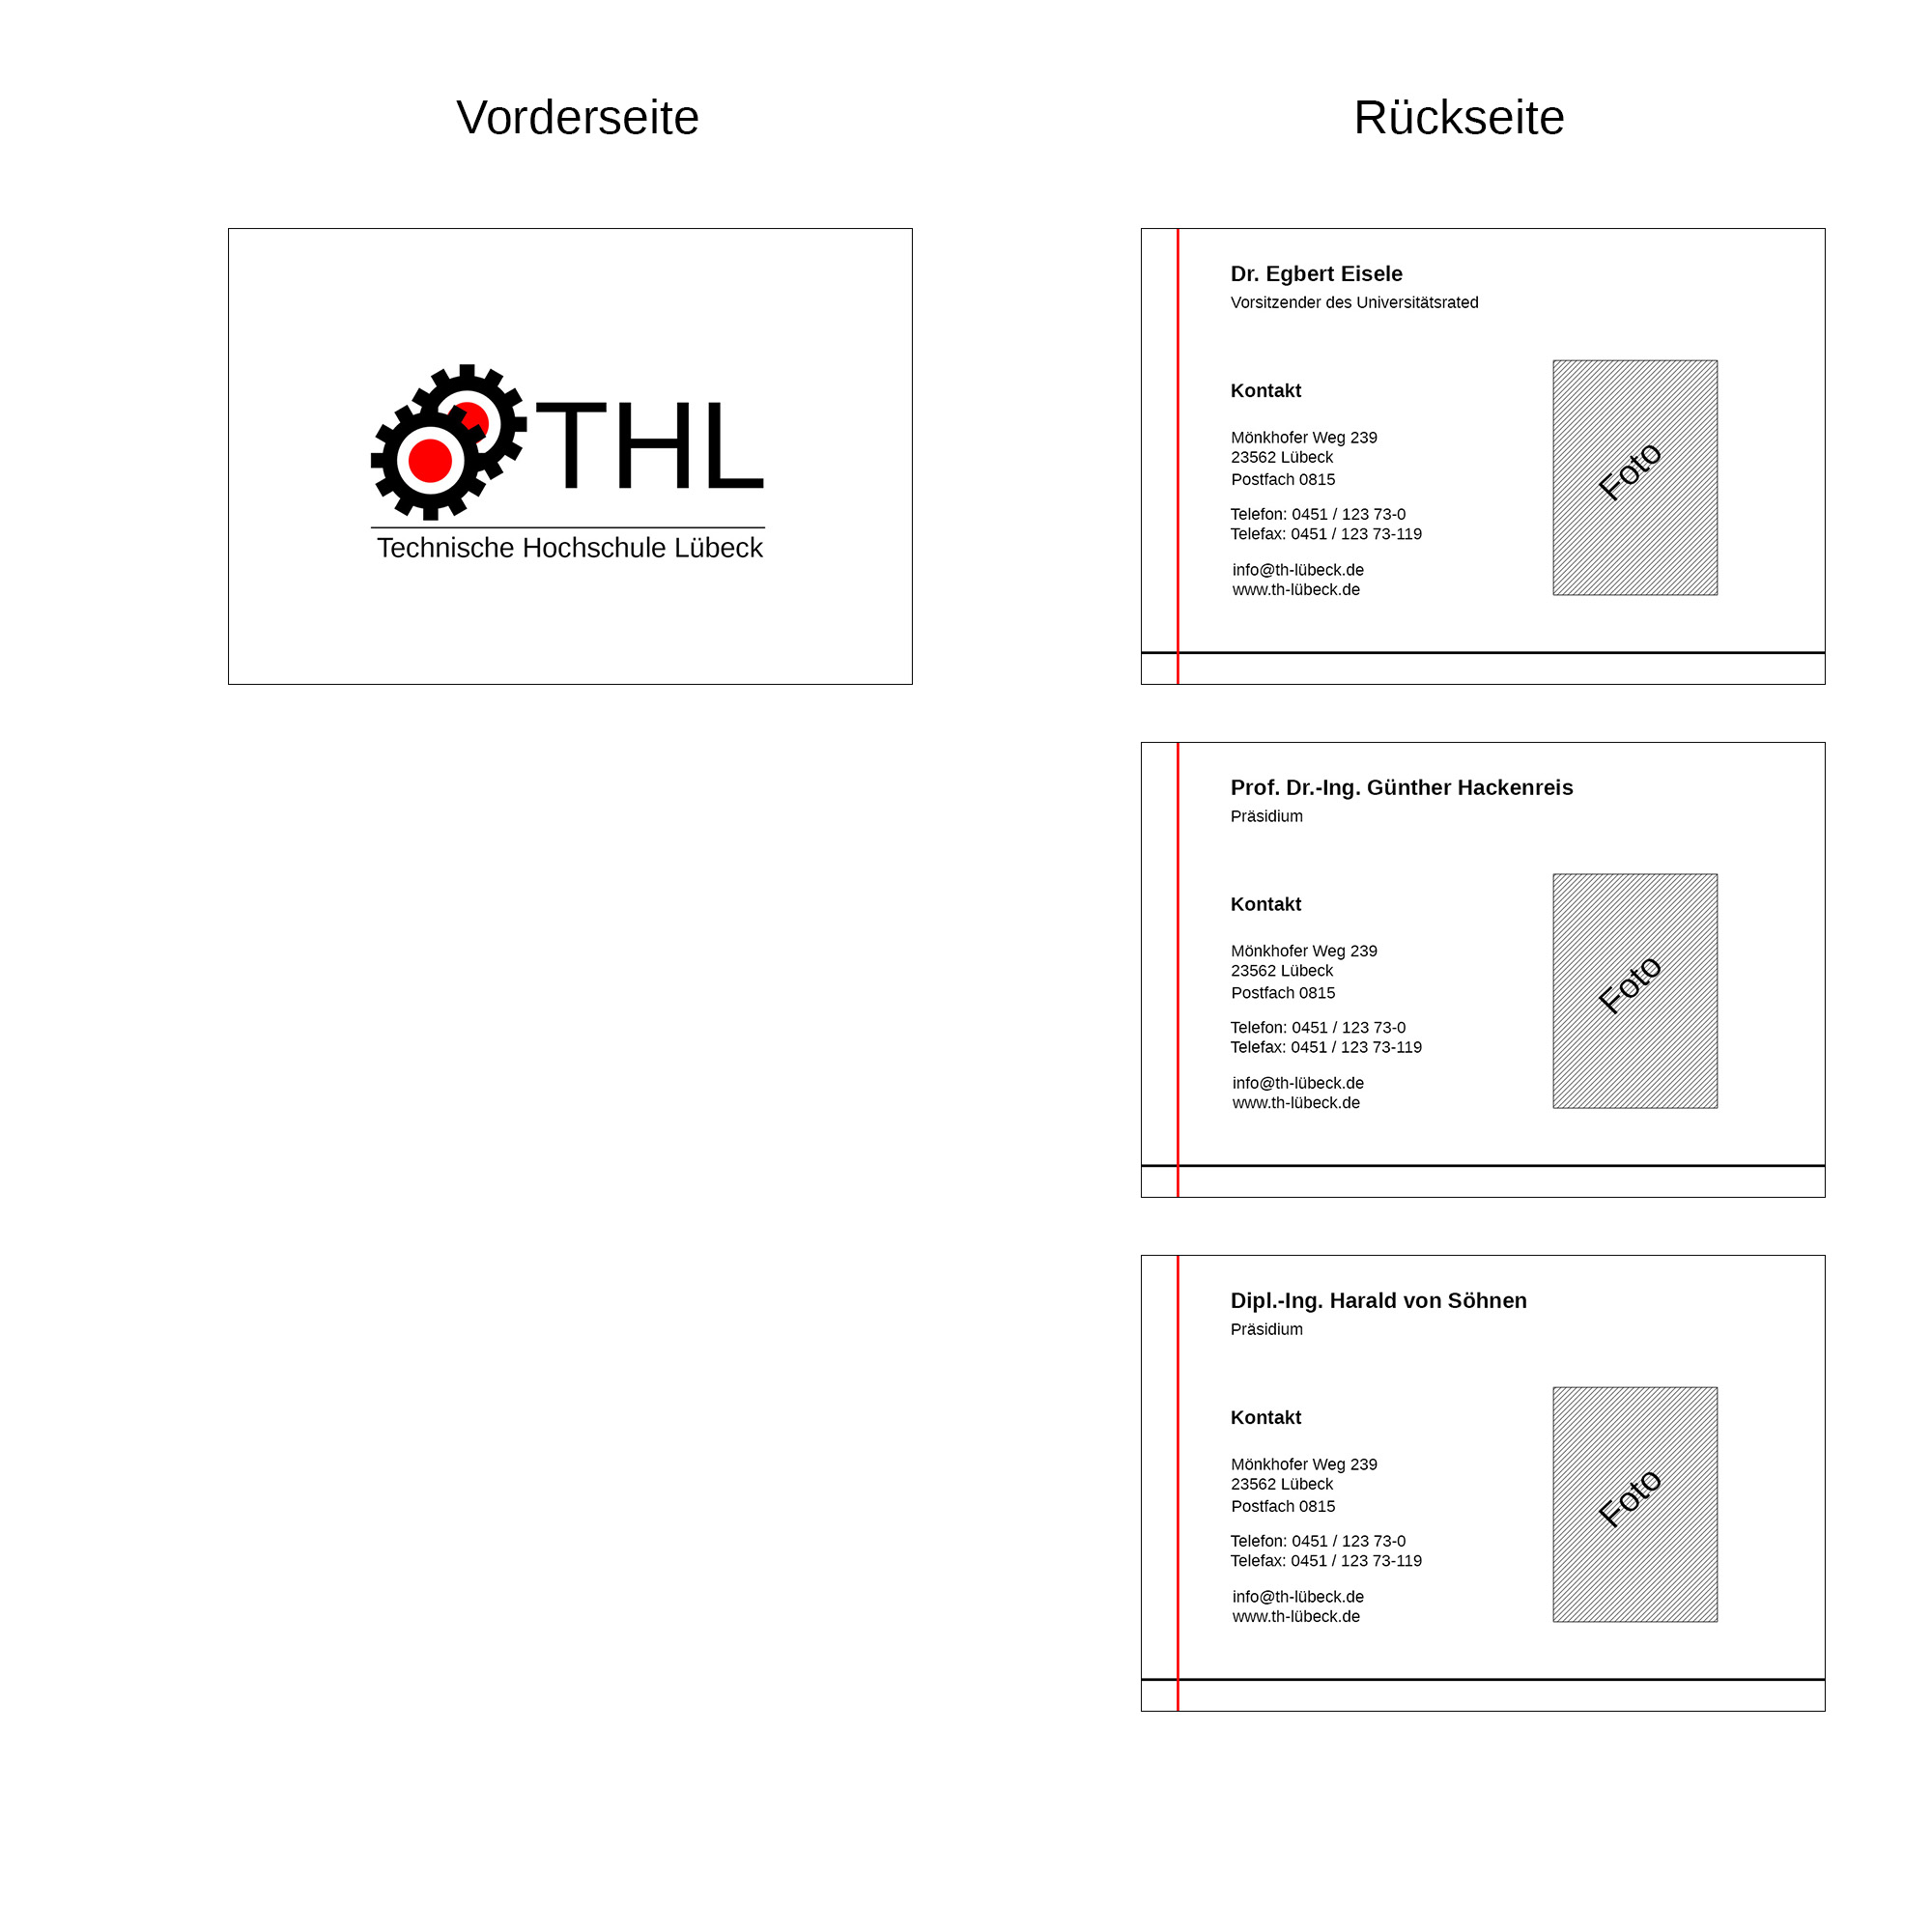 Vorderseite
Rückseite
THL
Technische Hochschule Lübeck
Dr. Egbert Eisele
Vorsitzender des Universitätsrated
Kontakt
Mönkhofer Weg 239
23562 Lübeck
Postfach 0815
Telefon: 0451 / 123 73-0
Telefax: 0451 / 123 73-119
info@th-lübeck.de
www.th-lübeck.de
Foto
Prof. Dr.-Ing. Günther Hackenreis
Präsidium
Kontakt
Mönkhofer Weg 239
23562 Lübeck
Postfach 0815
Telefon: 0451 / 123 73-0
Telefax: 0451 / 123 73-119
info@th-lübeck.de
www.th-lübeck.de
Foto
Dipl.-Ing. Harald von Söhnen
Präsidium
Kontakt
Mönkhofer Weg 239
23562 Lübeck
Postfach 0815
Telefon: 0451 / 123 73-0
Telefax: 0451 / 123 73-119
info@th-lübeck.de
www.th-lübeck.de
Foto